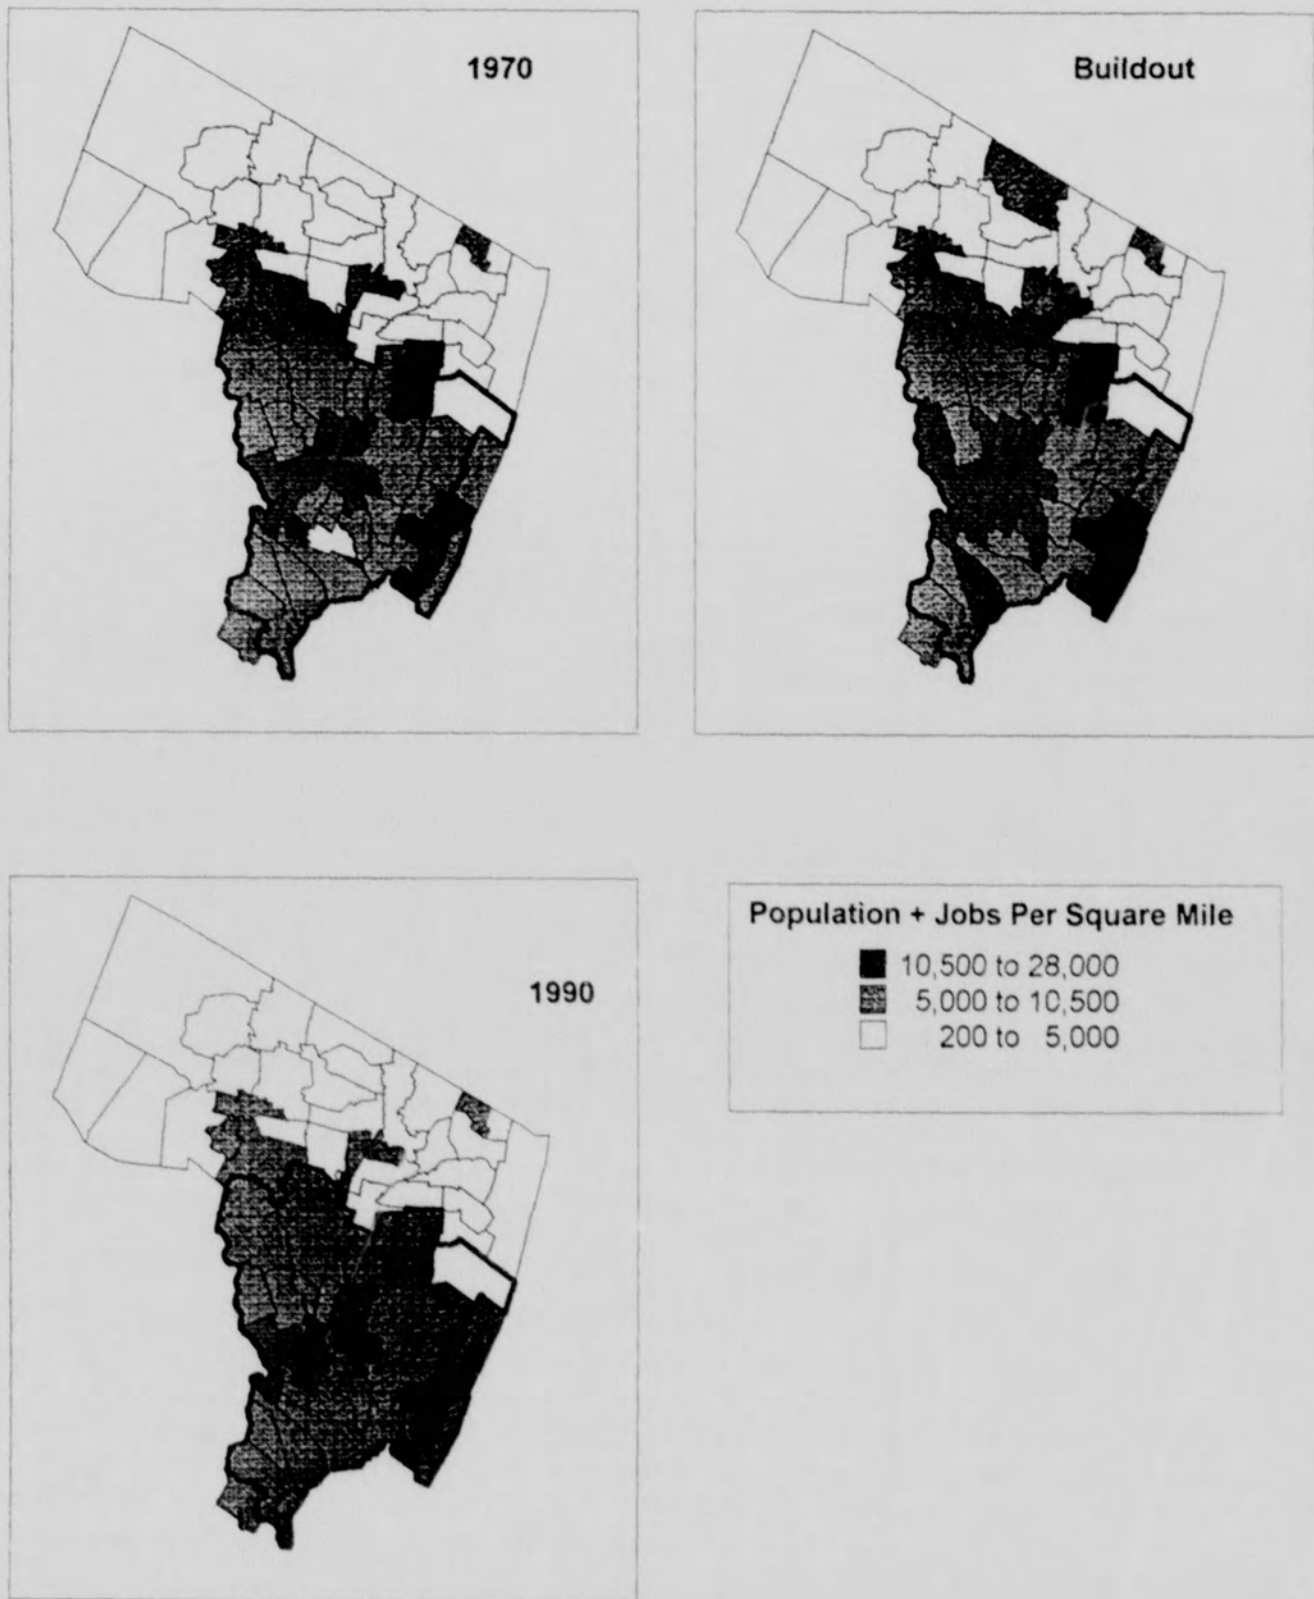 1970
Buildout
1990
Population + Jobs Per Square Mile
10,500 to 28,000
5,000 to 10,500
200 to 5,000